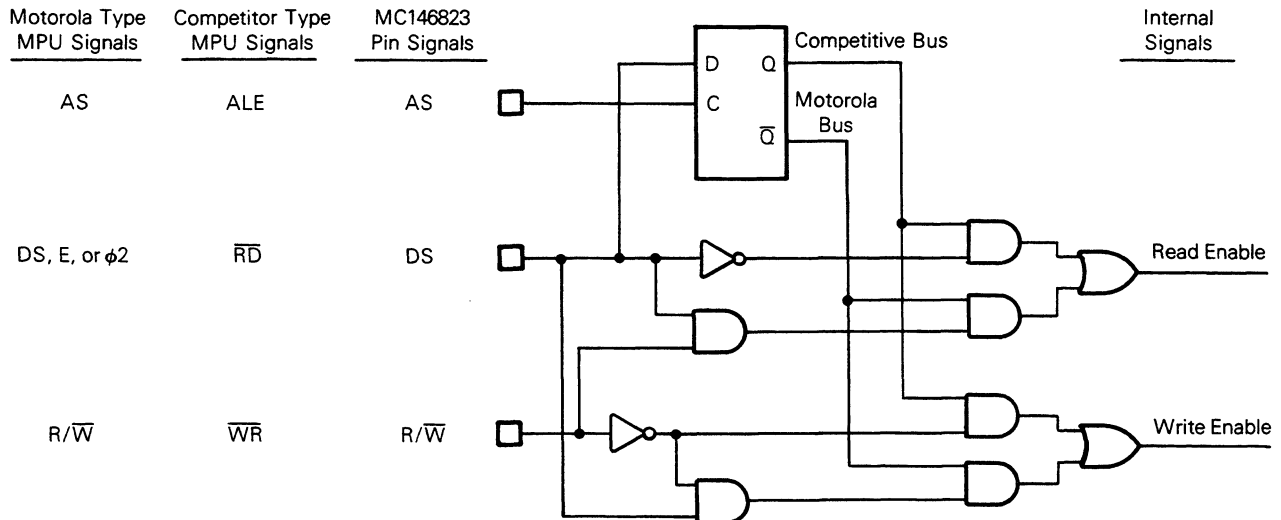 Motorola Type
MPU Signals
Competitor Type
MPU Signals
MC146823
Pin Signals
Internal
Signals
AS
ALE
AS
D
Q
C
Q̅
Competitive Bus
Motorola
Bus
DS, E, or ϕ2
R̅D̅
DS
Read Enable
R/W̅
W̅R̅
R/W̅
Write Enable